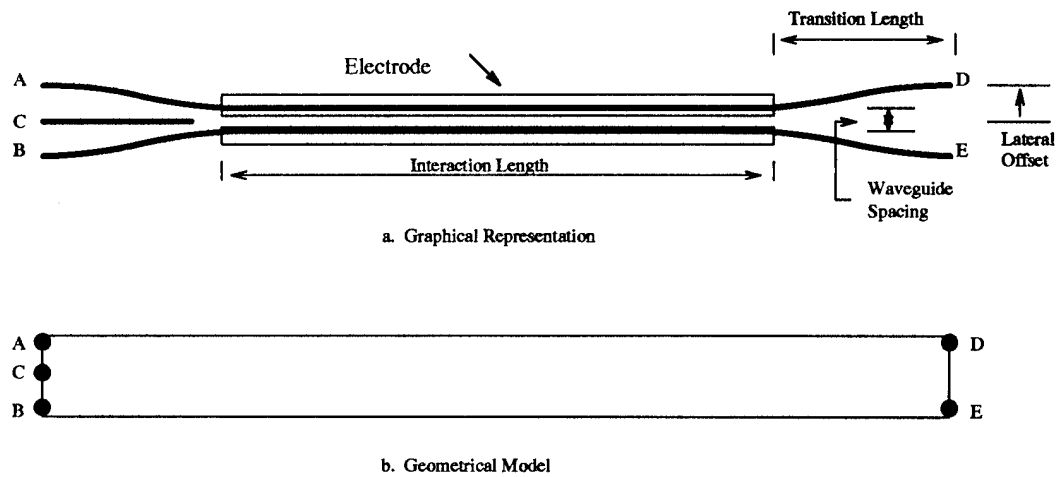 Transition Length
Electrode
A
D
C
B
E
Lateral
Offset
Interaction Length
Waveguide
Spacing
a. Graphical Representation
A
D
C
B
E
b. Geometrical Model